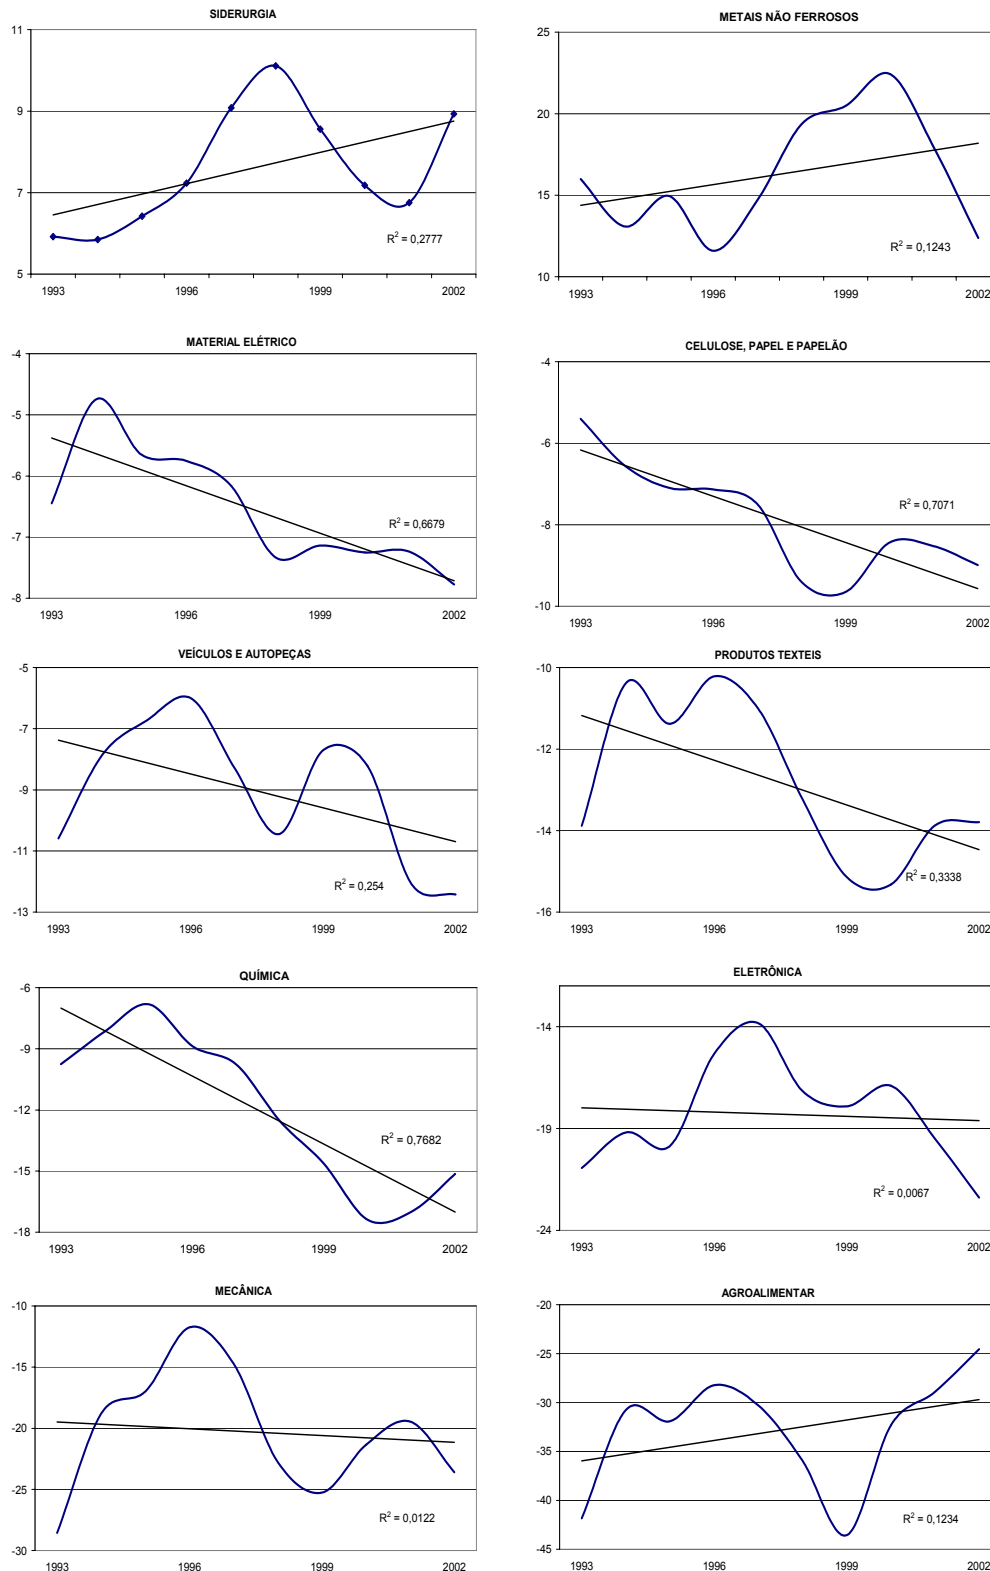 SIDERURGIA
11
9
7
5
R² = 0,2777
1993 1996 1999 2002
METAIS NÃO FERROSOS
25
20
15
10
R² = 0,1243
1993 1996 1999 2002
MATERIAL ELÉTRICO
-4
-5
-6
-7
-8
R² = 0,6679
1993 1996 1999 2002
CELULOSE, PAPEL E PAPELÃO
-4
-6
-8
-10
R² = 0,7071
1993 1996 1999 2002
VEÍCULOS E AUTOPEÇAS
-5
-7
-9
-11
-13
R² = 0,254
1993 1996 1999 2002
PRODUTOS TEXTEIS
-10
-12
-14
-16
R² = 0,3338
1993 1996 1999 2002
QUÍMICA
-6
-9
-12
-15
-18
R² = 0,7682
1993 1996 1999 2002
ELETRÔNICA
-14
-19
-24
R² = 0,0067
1993 1996 1999 2002
MECÂNICA
-10
-15
-20
-25
-30
R² = 0,0122
1993 1996 1999 2002
AGROALIMENTAR
-20
-25
-30
-35
-40
-45
R² = 0,1234
1993 1996 1999 2002